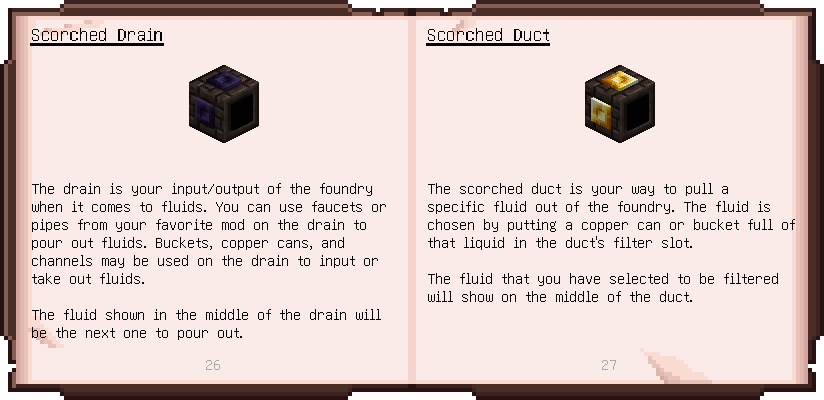 Scorched Drain
The drain is your input/output of the foundry
when it comes to fluids. You can use faucets or
pipes from your favorite mod on the drain to
pour out fluids. Buckets, copper cans, and
channels may be used on the drain to input or
take out fluids.
The fluid shown in the middle of the drain will
be the next one to pour out.
26
Scorched Duct
The scorched duct is your way to pull a
specific fluid out of the foundry. The fluid is
chosen by putting a copper can or bucket full of
that liquid in the duct's filter slot.
The fluid that you have selected to be filtered
will show on the middle of the duct.
27